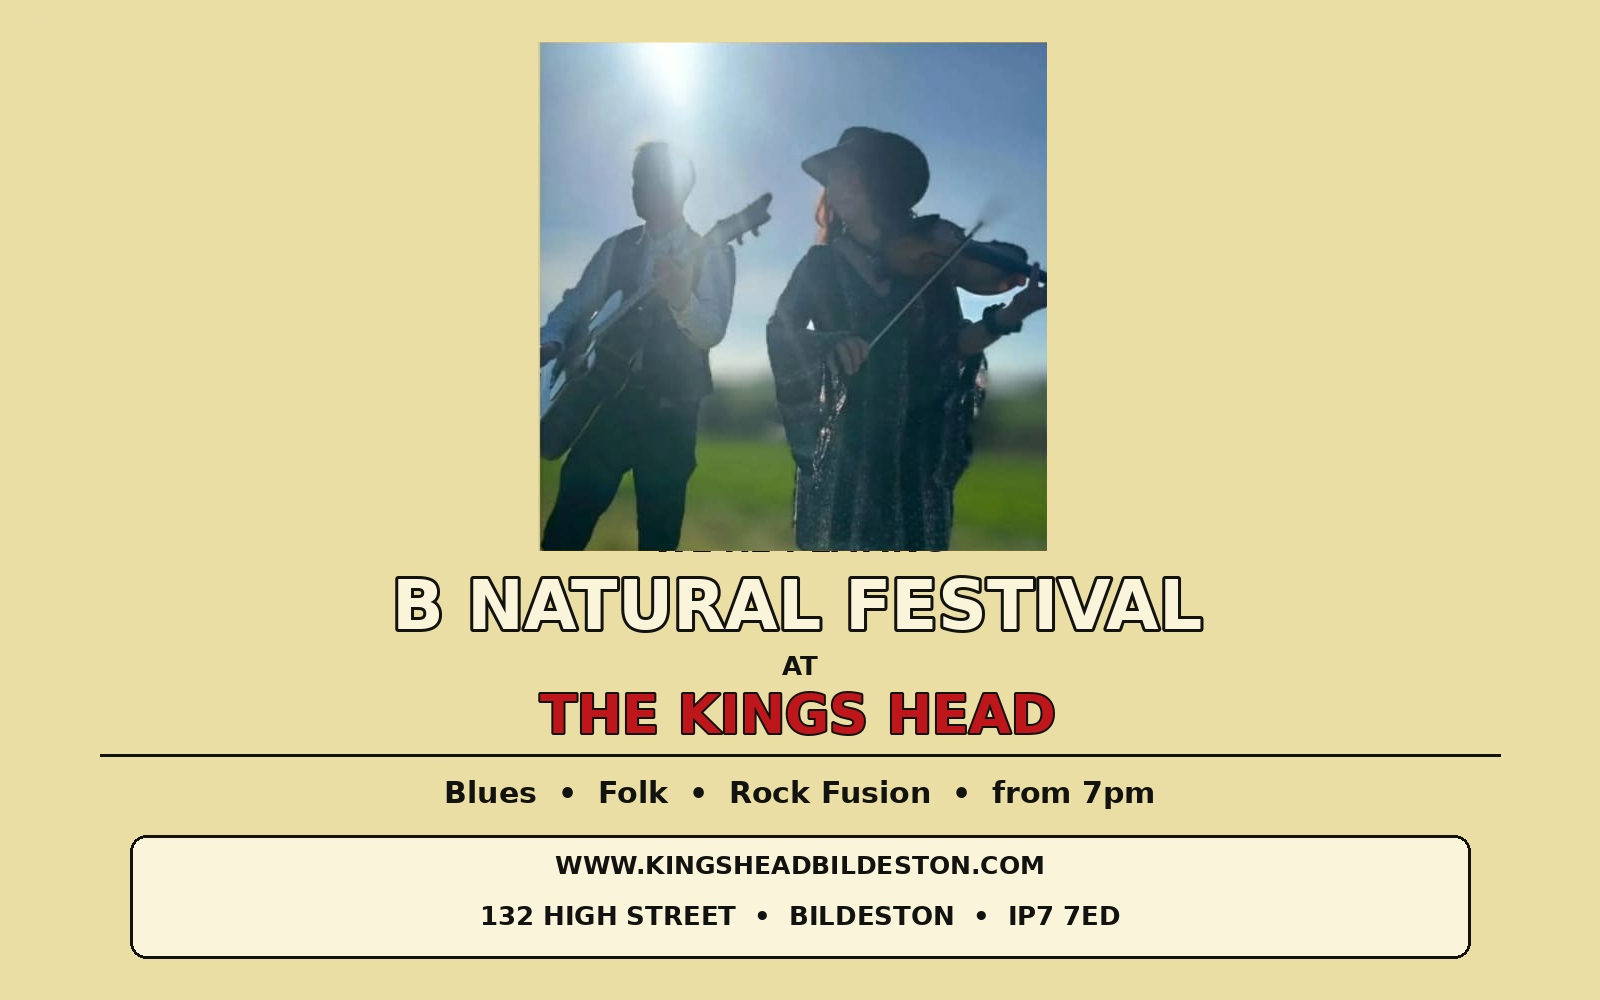 B NATURAL FESTIVAL
AT
THE KINGS HEAD
Blues • Folk • Rock Fusion • from 7pm
WWW.KINGSHEADBILDESTON.COM
132 HIGH STREET • BILDESTON • IP7 7ED